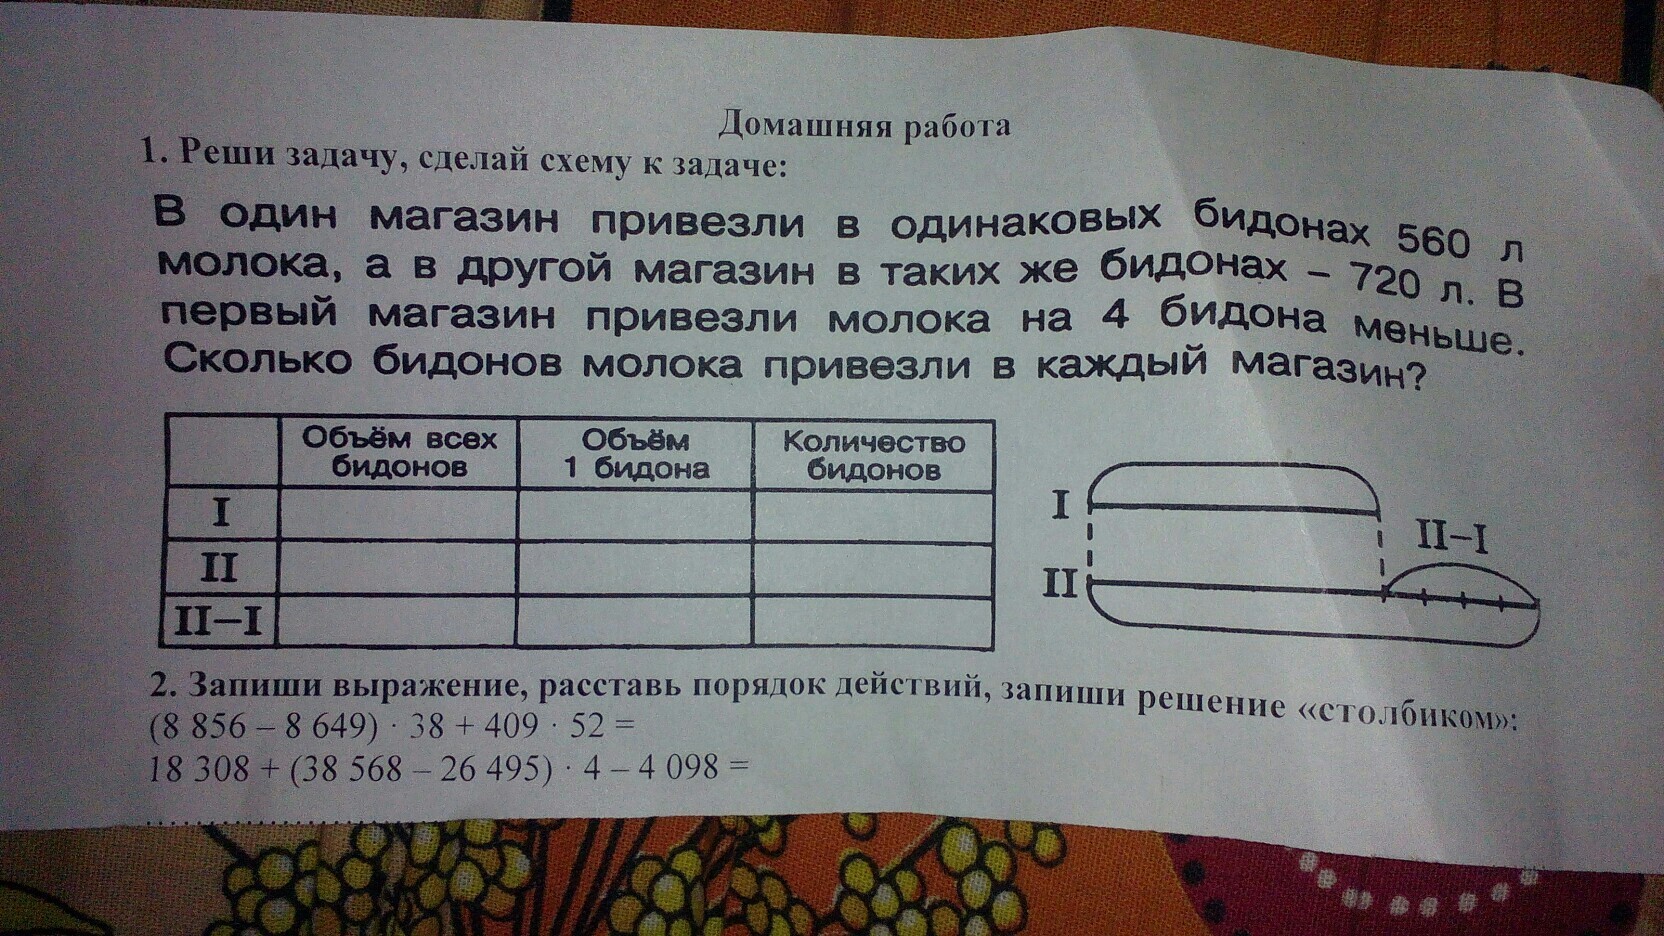 Домашняя работа
1. Реши задачу, сделай схему к задаче:
В один магазин привезли в одинаковых бидонах 560 л
молока, а в другой магазин в таких же бидонах – 720 л. В
первый магазин привезли молока на 4 бидона меньше.
Сколько бидонов молока привезли в каждый магазин?
Объём всех бидонов
Объём 1 бидона
Количество бидонов
I
II
II–I
I
II–I
II
2. Запиши выражение, расставь порядок действий, запиши решение «столбиком»:
(8 856 – 8 649) · 38 + 409 · 52 =
18 308 + (38 568 – 26 495) · 4 – 4 098 =